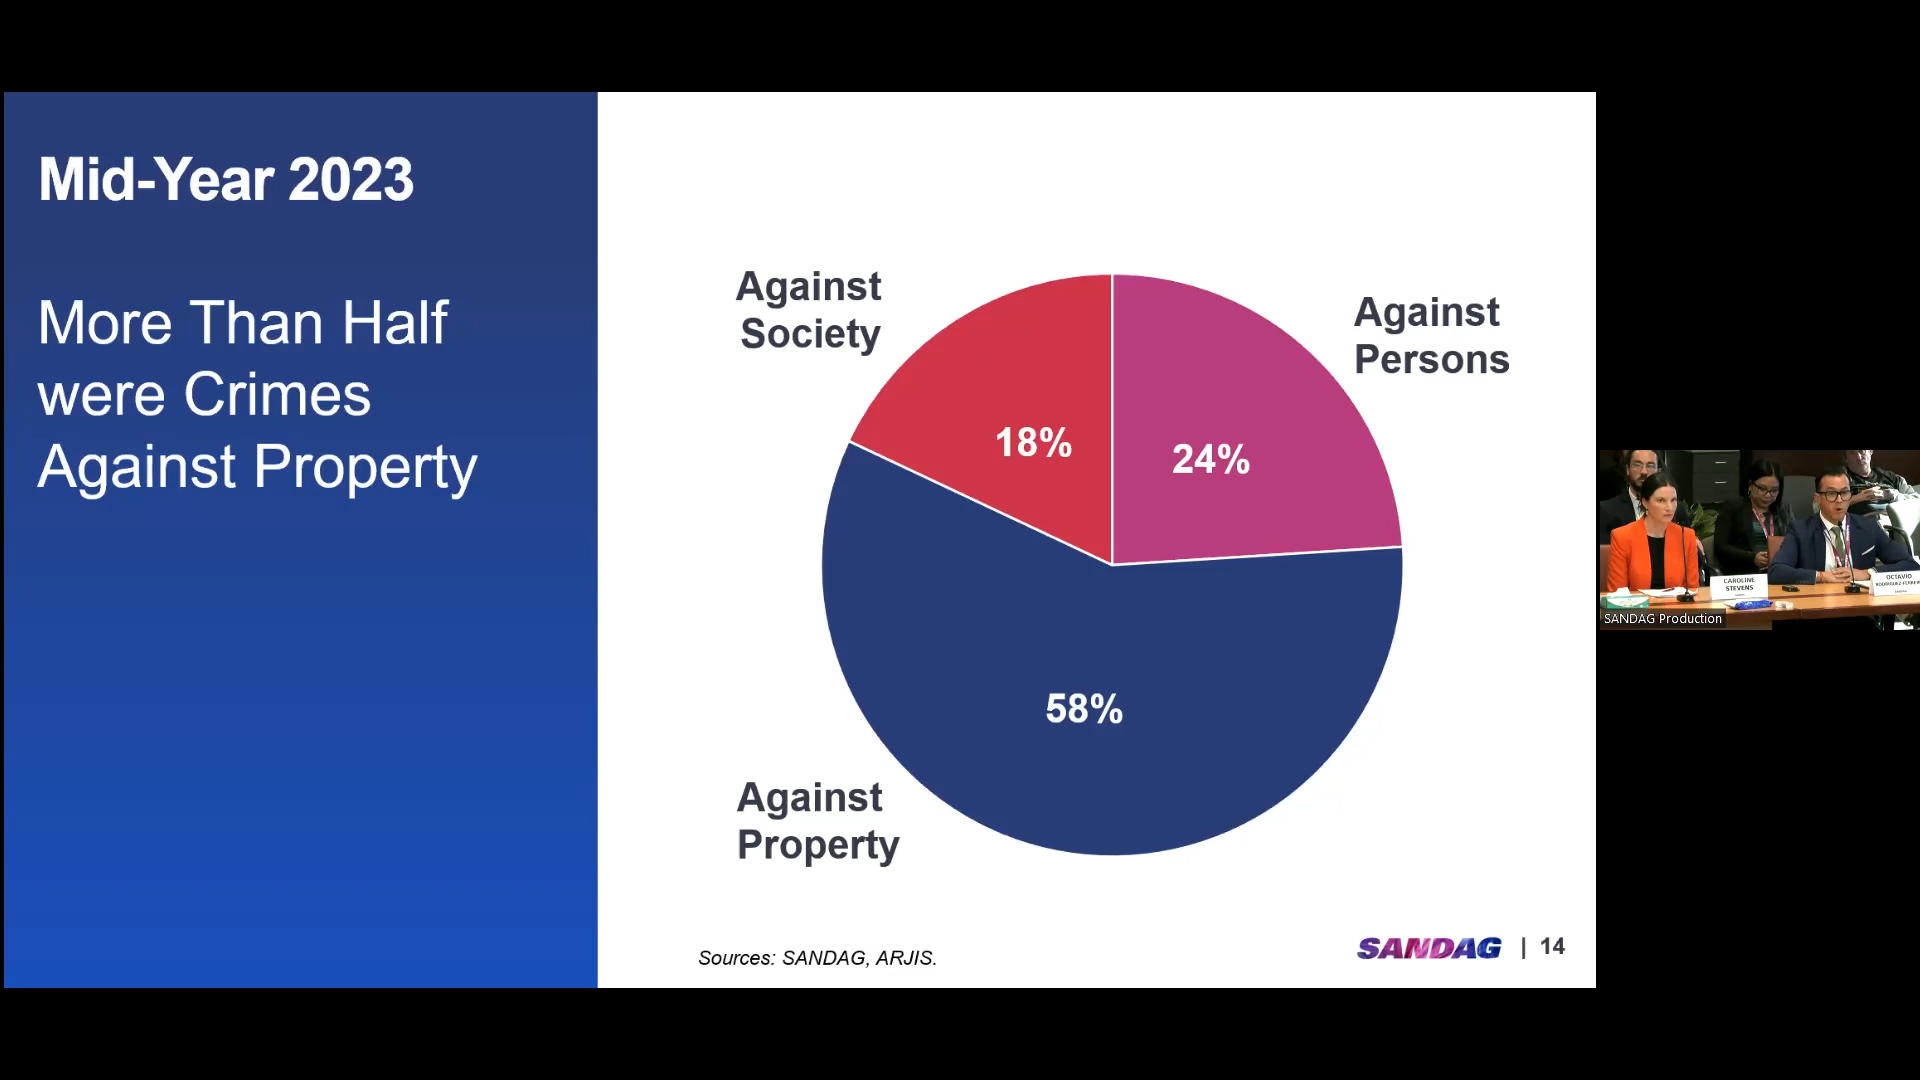 Mid-Year 2023
More Than Half
were Crimes
Against Property
Against
Society
Against
Persons
18%
24%
58%
Against
Property
Sources: SANDAG, ARJIS.
SANDAG | 14
CAROLINE
STEVENS
OCTAVIO
SANDAG Production